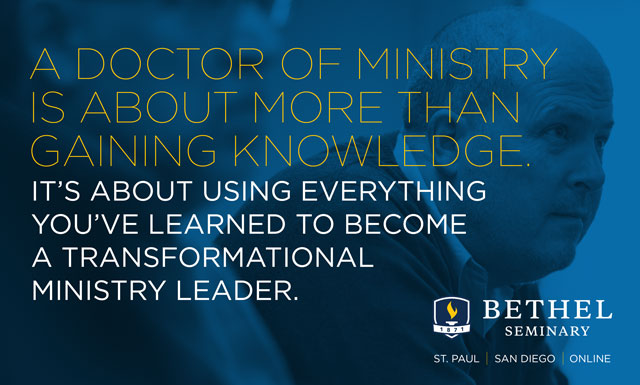 A DOCTOR OF MINISTRY
IS ABOUT MORE THAN
GAINING KNOWLEDGE.
IT'S ABOUT USING EVERYTHING
YOU'VE LEARNED TO BECOME
A TRANSFORMATIONAL
MINISTRY LEADER.
1871
BETHEL
SEMINARY
ST. PAUL | SAN DIEGO | ONLINE